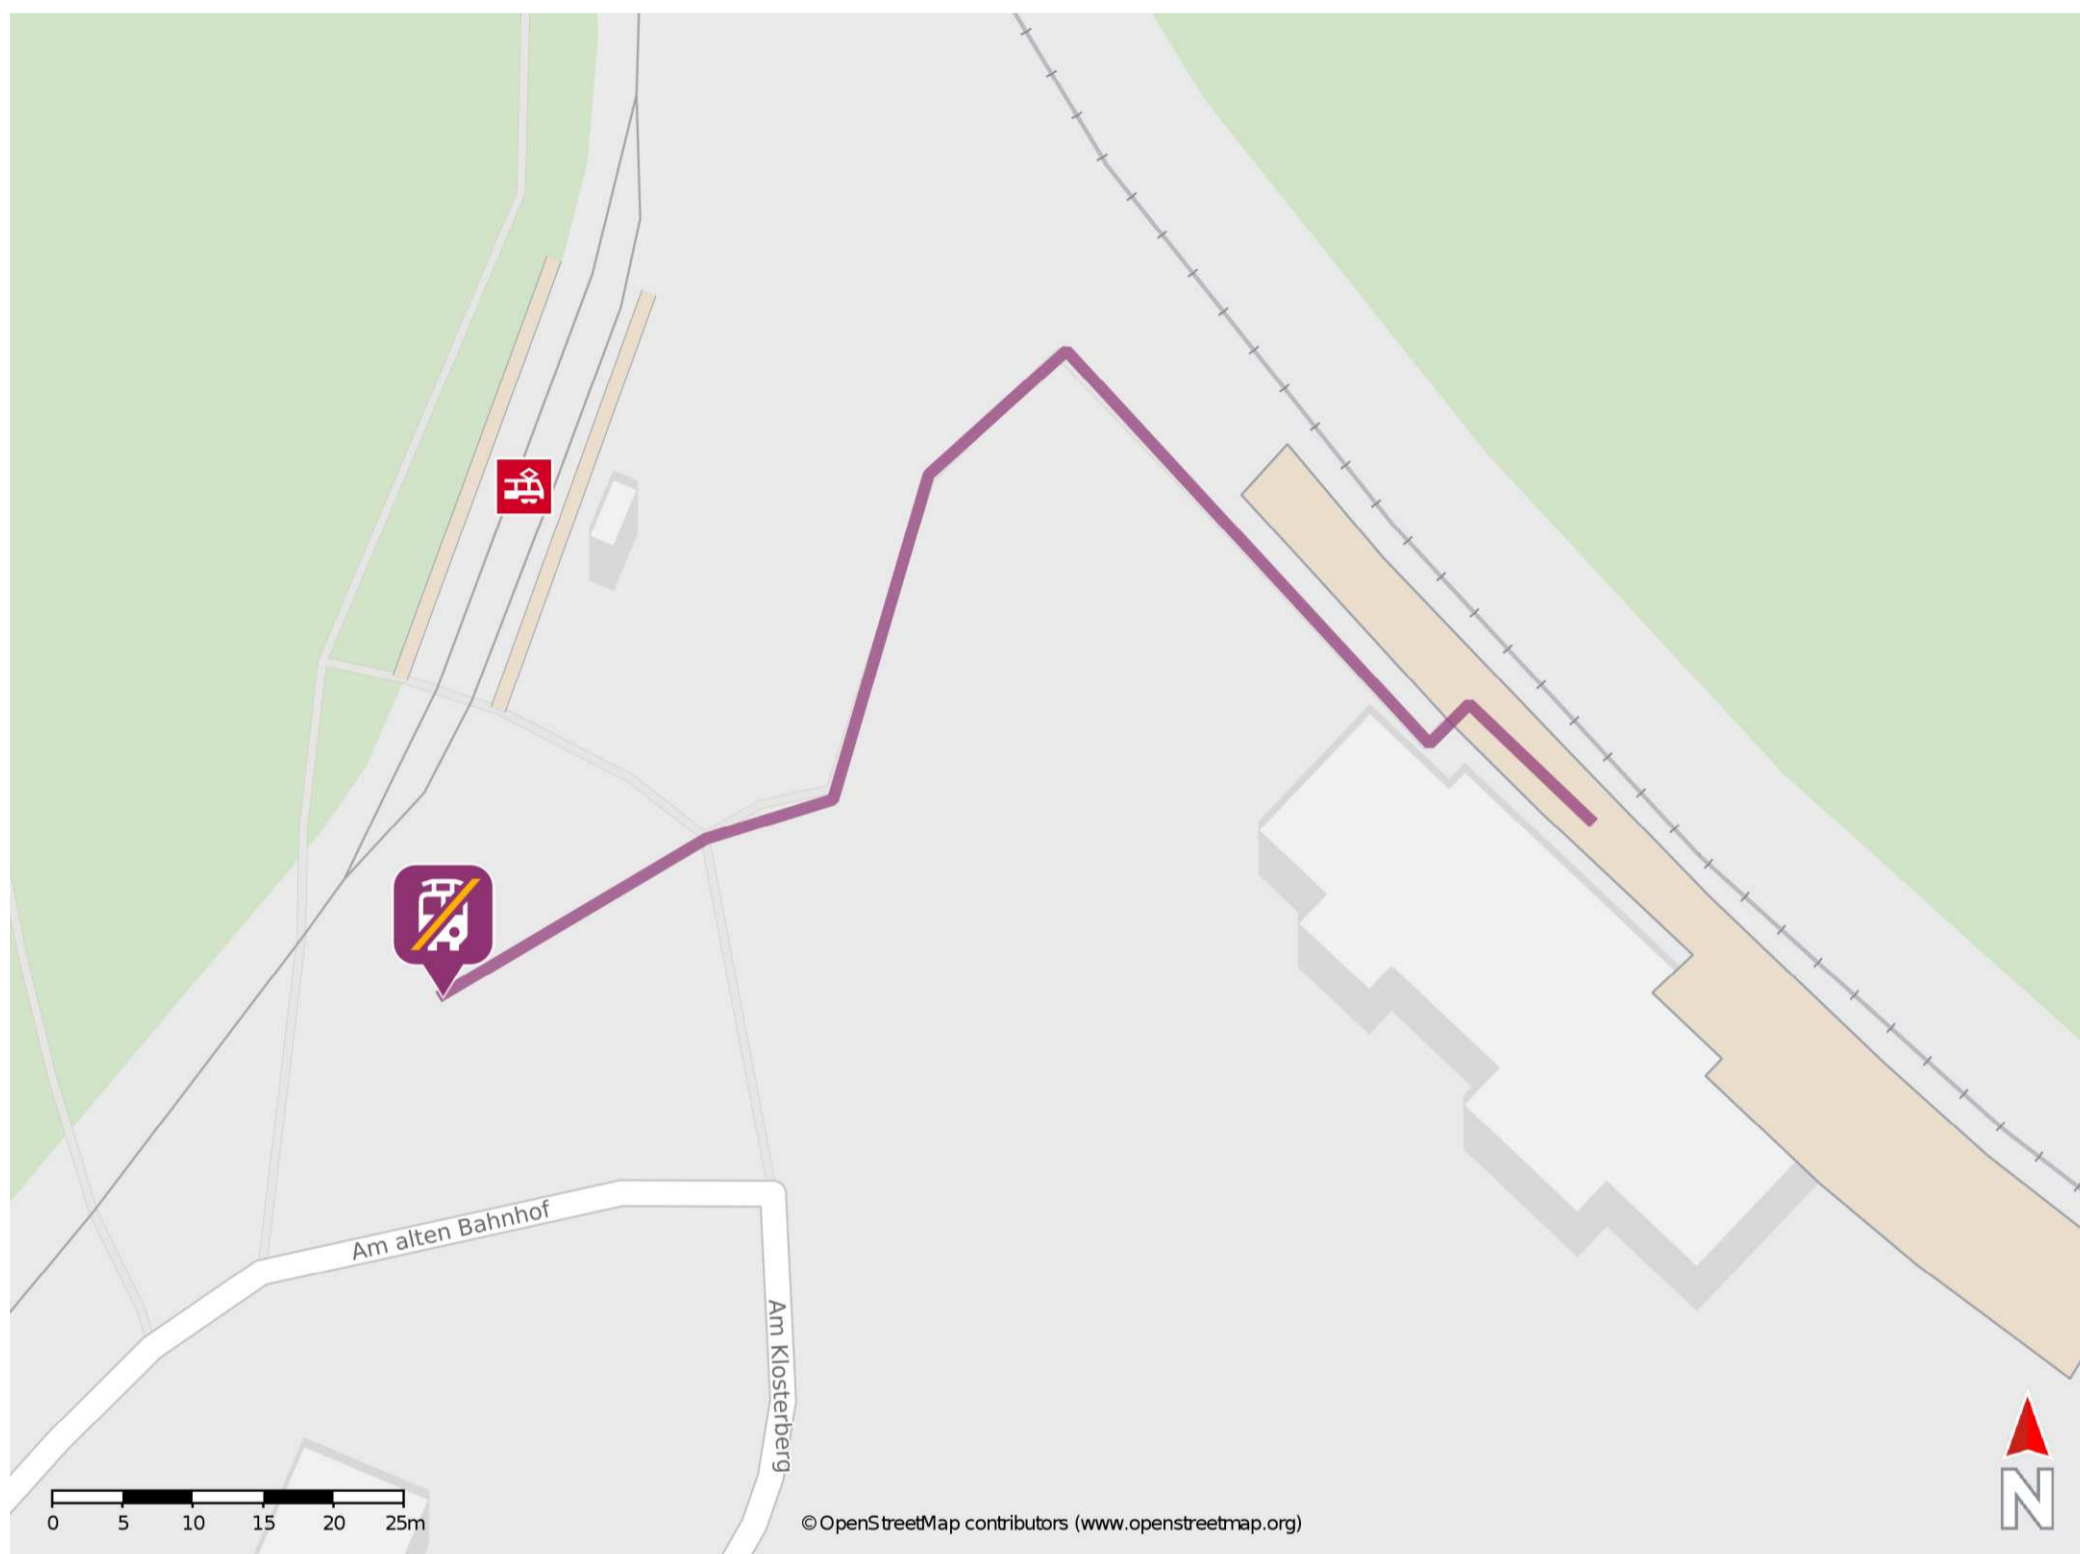 Am alten Bahnhof
Am Klosterberg
N
0 5 10 15 20 25m
© OpenStreetMap contributors (www.openstreetmap.org)